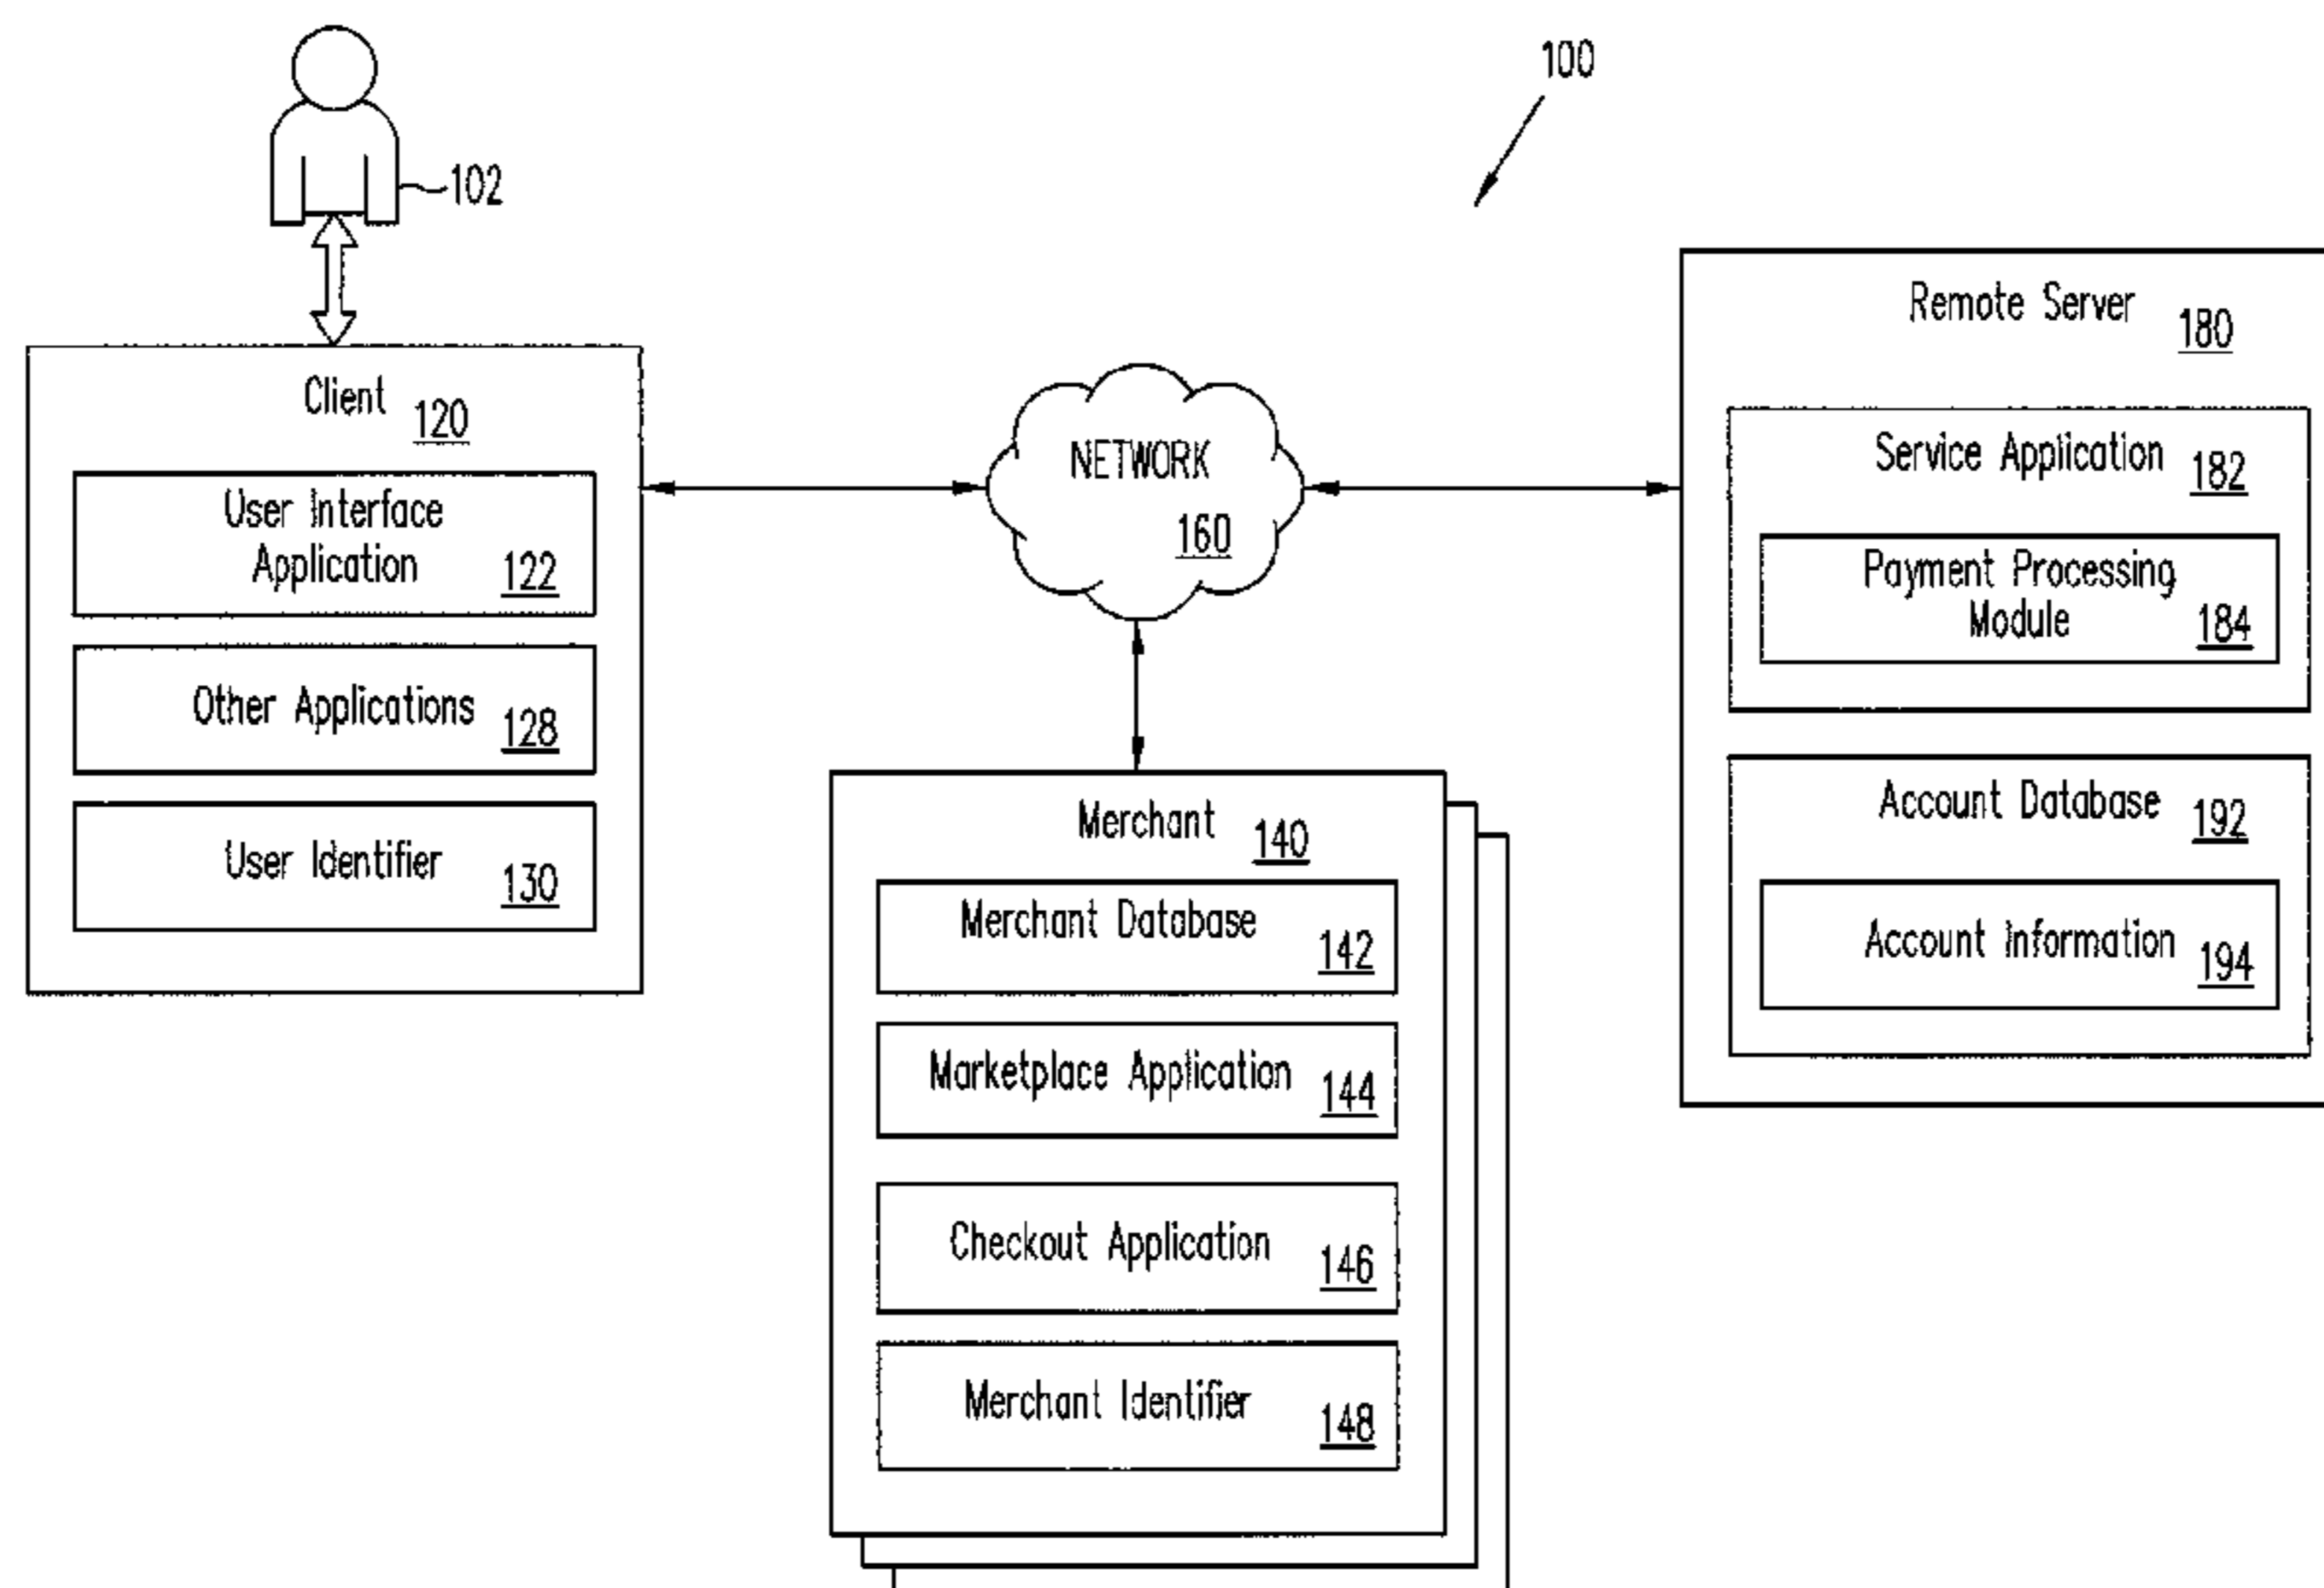 100
102
Client 120
User Interface
Application 122
Other Applications 128
User Identifier 130
NETWORK
160
Merchant 140
Merchant Database 142
Marketplace Application 144
Checkout Application 146
Merchant Identifier 148
Remote Server 180
Service Application 182
Payment Processing
Module 184
Account Database 192
Account Information 194